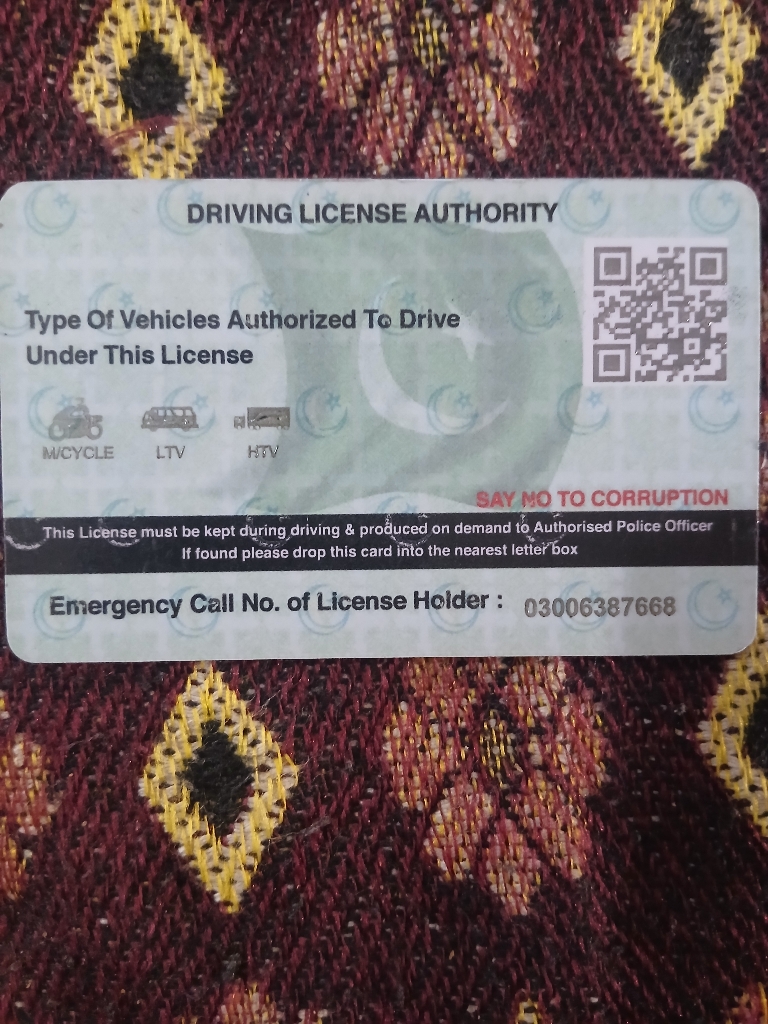 DRIVING LICENSE AUTHORITY
Type Of Vehicles Authorized To Drive
Under This License
M/CYCLE LTV HTV
SAY NO TO CORRUPTION
This License must be kept during driving & produced on demand to Authorised Police Officer
If found please drop this card into the nearest letter box
Emergency Call No. of License Holder : 03006387668